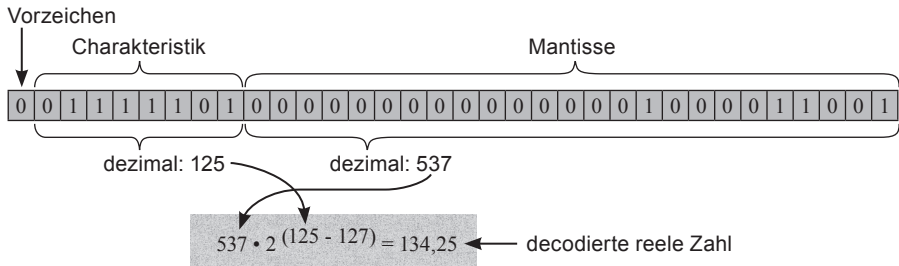 Vorzeichen
Charakteristik Mantisse
0 0 1 1 1 1 1 0 1 0 0 0 0 0 0 0 0 0 0 0 0 0 0 0 1 0 0 0 0 1 1 0 0 1
dezimal: 125 dezimal: 537
537 • 2 (125 - 127) = 134,25 decodierte reele Zahl